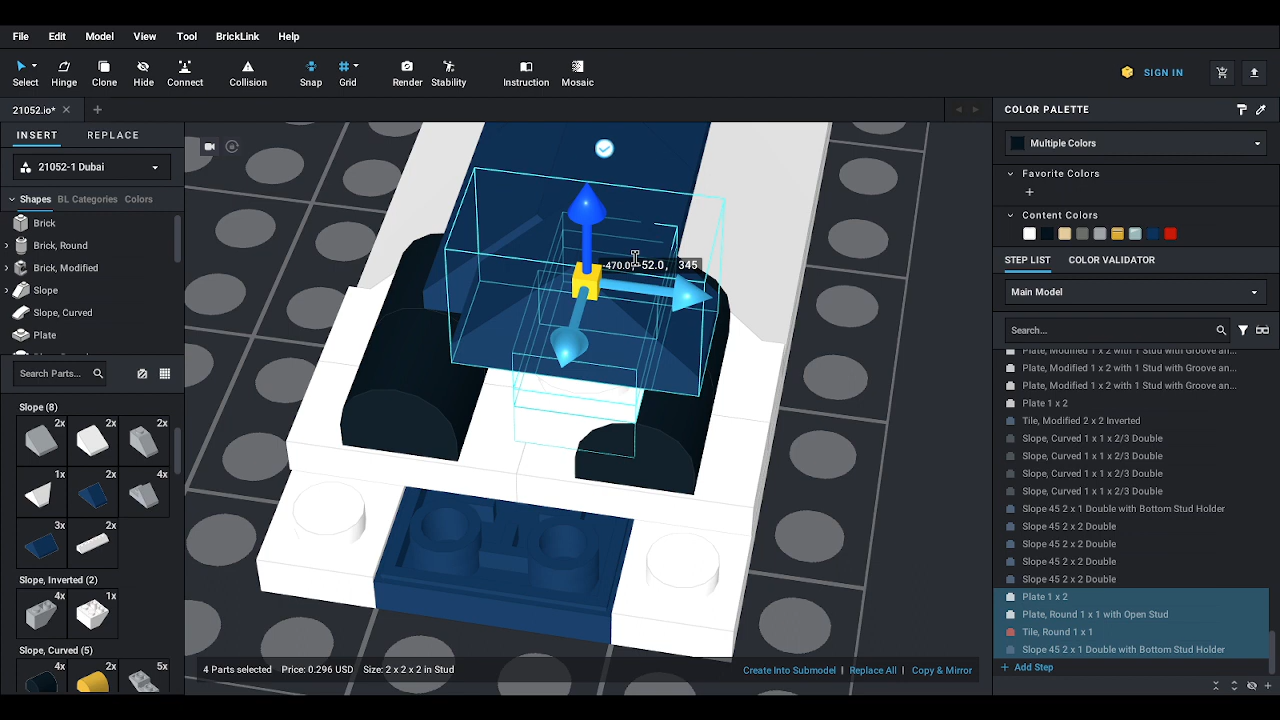 File Edit Model View Tool BrickLink Help
Select Hinge Clone Hide Connect Collision Snap Grid Render Stability Instruction Mosaic SIGN IN
21052.io*
INSERT REPLACE
21052-1 Dubai
Shapes BL Categories Colors
Brick
Brick, Round
Brick, Modified
Slope
Slope, Curved
Plate
Search Parts...
Slope (8)
2x 2x 2x
1x 2x 4x
3x 2x
Slope, Inverted (2)
4x 1x
Slope, Curved (5)
4x 2x 5x
-470.0, -52.0, 345
4 Parts selected Price: 0.296 USD Size: 2 x 2 x 2 in Stud
Create Into Submodel | Replace All | Copy & Mirror
COLOR PALETTE
Multiple Colors
Favorite Colors
+
Content Colors
STEP LIST COLOR VALIDATOR
Main Model
Search...
Plate, Modified 1 x 2 with 1 Stud with Groove an...
Plate, Modified 1 x 2 with 1 Stud with Groove an...
Plate, Modified 1 x 2 with 1 Stud with Groove an...
Plate 1 x 2
Tile, Modified 2 x 2 Inverted
Slope, Curved 1 x 1 x 2/3 Double
Slope, Curved 1 x 1 x 2/3 Double
Slope, Curved 1 x 1 x 2/3 Double
Slope, Curved 1 x 1 x 2/3 Double
Slope 45 2 x 1 Double with Bottom Stud Holder
Slope 45 2 x 2 Double
Slope 45 2 x 2 Double
Slope 45 2 x 2 Double
Slope 45 2 x 2 Double
Plate 1 x 2
Plate, Round 1 x 1 with Open Stud
Tile, Round 1 x 1
Slope 45 2 x 1 Double with Bottom Stud Holder
+ Add Step